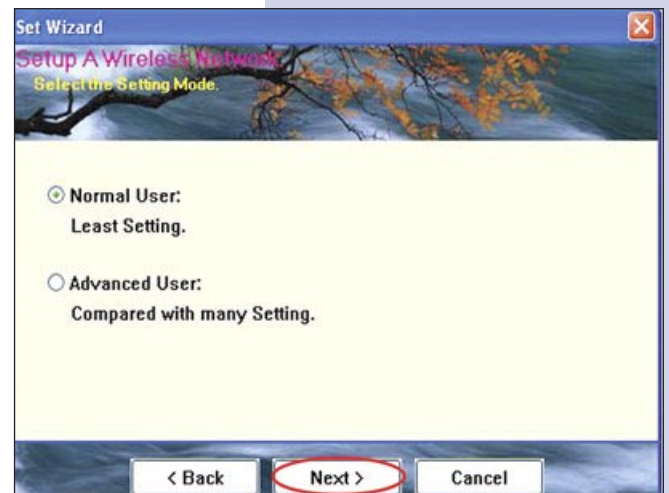 Set Wizard
Setup A Wireless Network
Select the Setting Mode.
Normal User:
Least Setting.
Advanced User:
Compared with many Setting.
< Back
Next >
Cancel